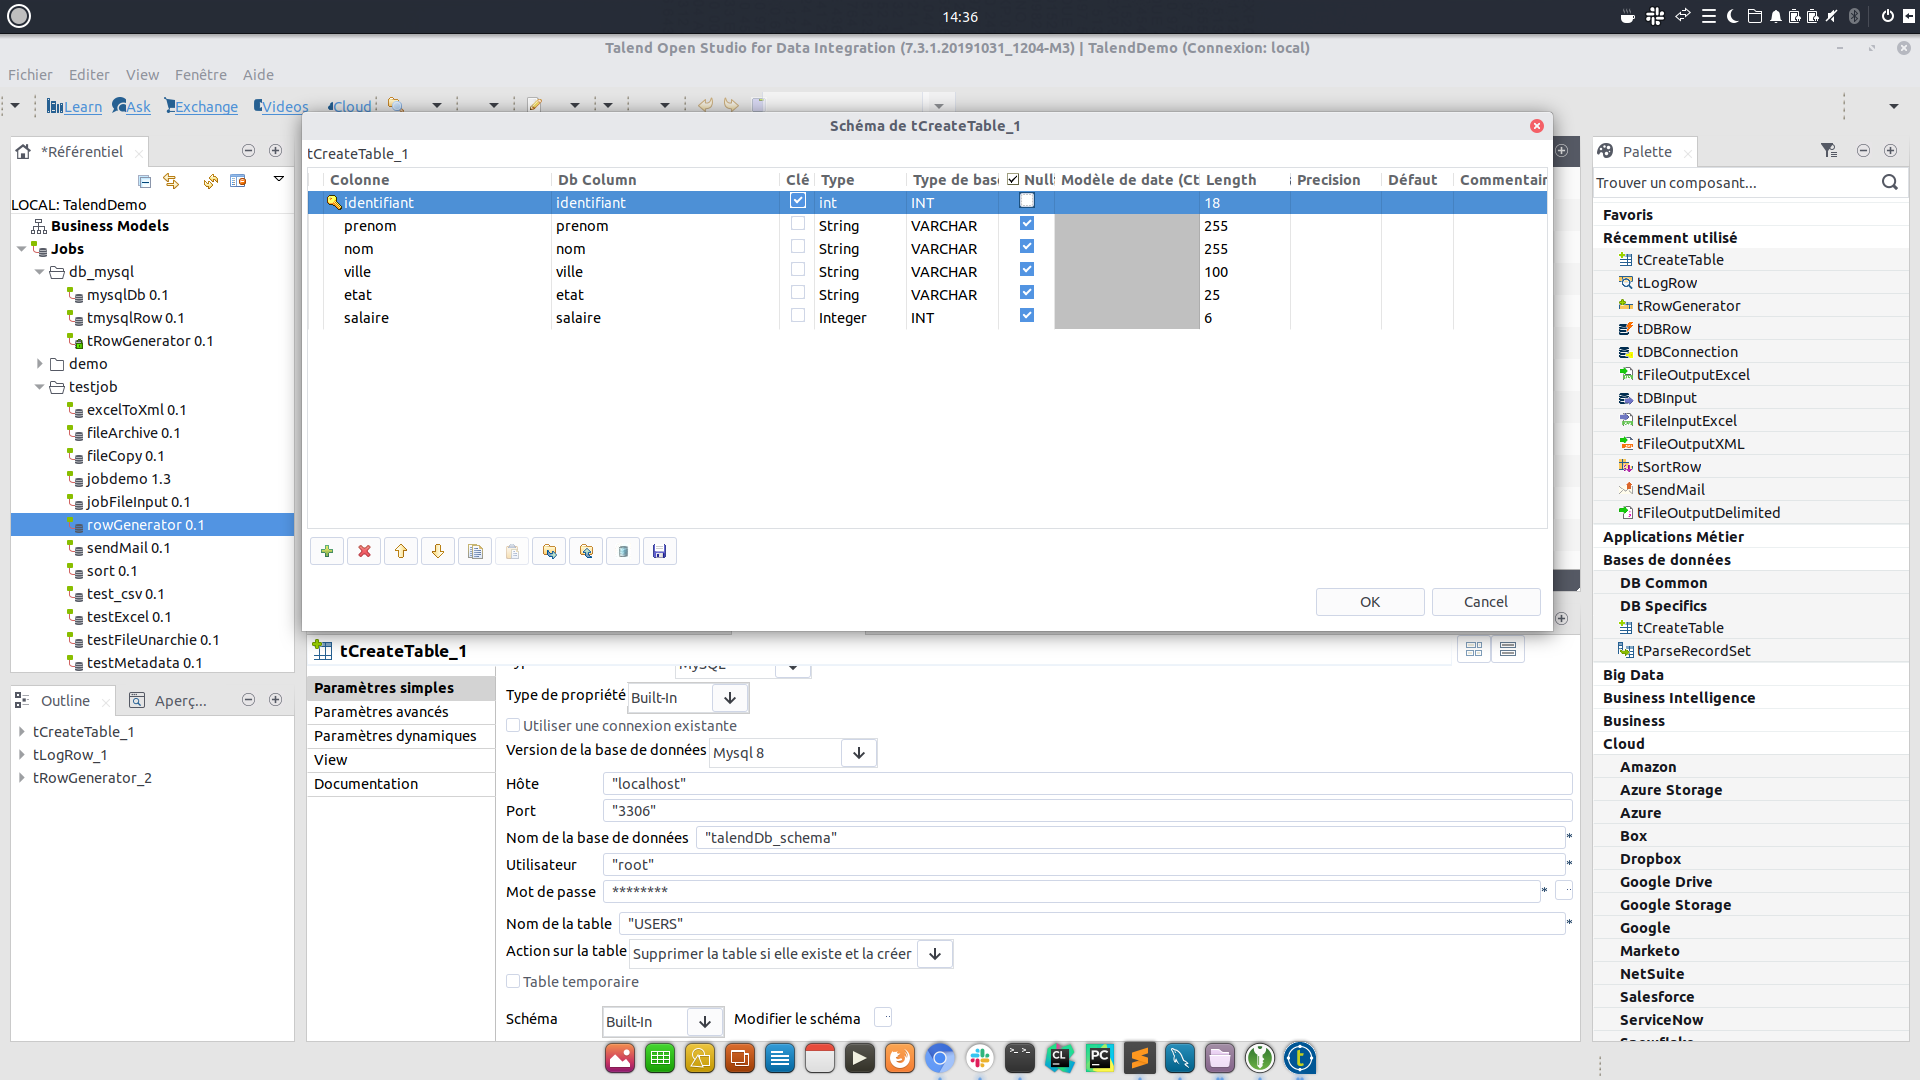 14:36
Talend Open Studio for Data Integration (7.3.1.20191031_1204-M3) | TalendDemo (Connexion: local)
Fichier Editer View Fenêtre Aide
Learn Ask Exchange Videos Cloud
*Référentiel
LOCAL: TalendDemo
Business Models
Jobs
db_mysql
mysqlDb 0.1
tmysqlRow 0.1
tRowGenerator 0.1
demo
testjob
excelToXml 0.1
fileArchive 0.1
fileCopy 0.1
jobdemo 1.3
jobFileInput 0.1
rowGenerator 0.1
sendMail 0.1
sort 0.1
test_csv 0.1
testExcel 0.1
testFileUnarchie 0.1
testMetadata 0.1
Outline Aperç...
tCreateTable_1
tLogRow_1
tRowGenerator_2
Schéma de tCreateTable_1
tCreateTable_1
Colonne Db Column Clé Type Type de base Null Modèle de date (Ct Length Precision Défaut Commentair
identifiant identifiant int INT 18
prenom prenom String VARCHAR 255
nom nom String VARCHAR 255
ville ville String VARCHAR 100
etat etat String VARCHAR 25
salaire salaire Integer INT 6
OK Cancel
tCreateTable_1
Paramètres simples
Paramètres avancés
Paramètres dynamiques
View
Documentation
MySQL
Type de propriété Built-In
Utiliser une connexion existante
Version de la base de données Mysql 8
Hôte "localhost"
Port "3306"
Nom de la base de données "talendDb_schema" *
Utilisateur "root" *
Mot de passe ******** *
Nom de la table "USERS" *
Action sur la table Supprimer la table si elle existe et la créer
Table temporaire
Schéma Built-In Modifier le schéma
Palette
Trouver un composant...
Favoris
Récemment utilisé
tCreateTable
tLogRow
tRowGenerator
tDBRow
tDBConnection
tFileOutputExcel
tDBInput
tFileInputExcel
tFileOutputXML
tSortRow
tSendMail
tFileOutputDelimited
Applications Métier
Bases de données
DB Common
DB Specifics
tCreateTable
tParseRecordSet
Big Data
Business Intelligence
Business
Cloud
Amazon
Azure Storage
Azure
Box
Dropbox
Google Drive
Google Storage
Google
Marketo
NetSuite
Salesforce
ServiceNow
CL
PC